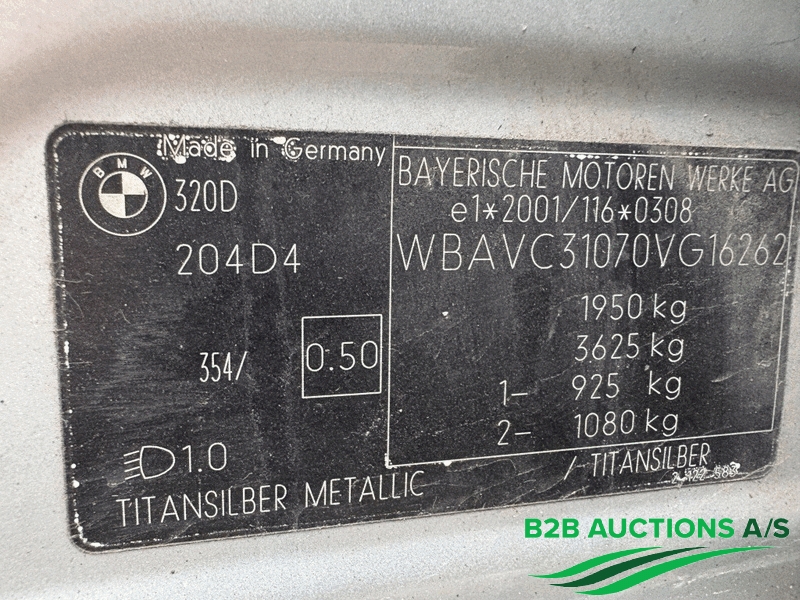 Made in Germany
BMW
320D
204D4
354/
0.50
1.0
TITANSILBER METALLIC
BAYERISCHE MOTOREN WERKE AG
e1*2001/116*0308
WBAVC31070VG16262
1950 kg
3625 kg
1– 925 kg
2– 1080 kg
/ TITANSILBER
B2B AUCTIONS A/S